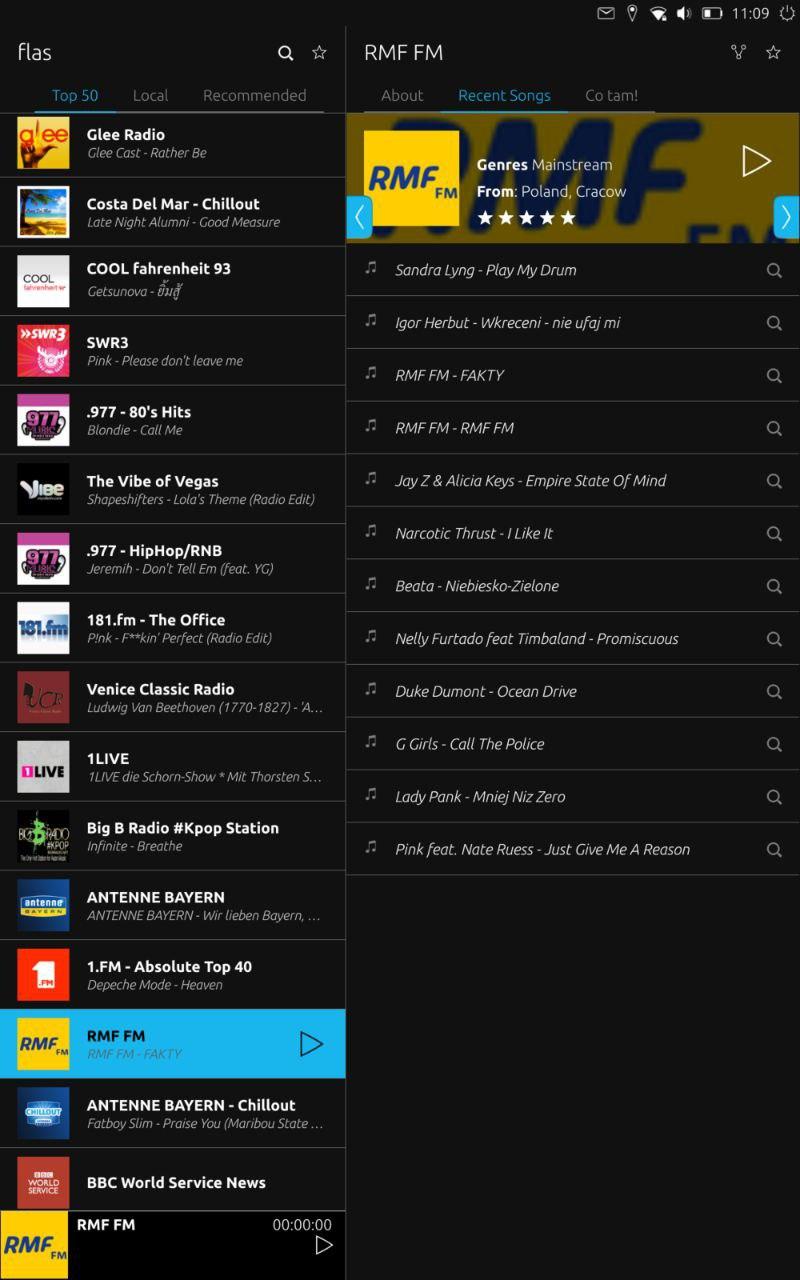 11:09
flas
Top 50 Local Recommended
glee
Glee Radio
Glee Cast - Rather Be
Costa Del Mar - Chillout
Late Night Alumni - Good Measure
COOL
fahrenheit
COOL fahrenheit 93
Getsunova - ยิ้มสู้
SWR3
SWR3
Pink - Please don't leave me
977
MUSIC
.977 - 80's Hits
Blondie - Call Me
Vibe
The Vibe of Vegas
Shapeshifters - Lola's Theme (Radio Edit)
977
MUSIC
.977 - HipHop/RNB
Jeremih - Don't Tell Em (feat. YG)
181.fm
181.fm - The Office
P!nk - F**kin' Perfect (Radio Edit)
VCR
Venice Classic Radio
Ludwig Van Beethoven (1770-1827) - 'A...
1LIVE
1LIVE
1LIVE die Schorn-Show * Mit Thorsten S...
BIG B RADIO
#KPOP
Big B Radio #Kpop Station
Infinite - Breathe
antenne
BAYERN
ANTENNE BAYERN
ANTENNE BAYERN - Wir lieben Bayern, ...
1.FM
1.FM - Absolute Top 40
Depeche Mode - Heaven
RMF FM
RMF FM
RMF FM - FAKTY
CHILLOUT
ANTENNE BAYERN - Chillout
Fatboy Slim - Praise You (Maribou State ...
BBC
WORLD
SERVICE
BBC World Service News
RMF FM
RMF FM 00:00:00
RMF FM
About Recent Songs Co tam!
RMF FM
RMF FM
Genres Mainstream
From: Poland, Cracow
Sandra Lyng - Play My Drum
Igor Herbut - Wkreceni - nie ufaj mi
RMF FM - FAKTY
RMF FM - RMF FM
Jay Z & Alicia Keys - Empire State Of Mind
Narcotic Thrust - I Like It
Beata - Niebiesko-Zielone
Nelly Furtado feat Timbaland - Promiscuous
Duke Dumont - Ocean Drive
G Girls - Call The Police
Lady Pank - Mniej Niz Zero
Pink feat. Nate Ruess - Just Give Me A Reason